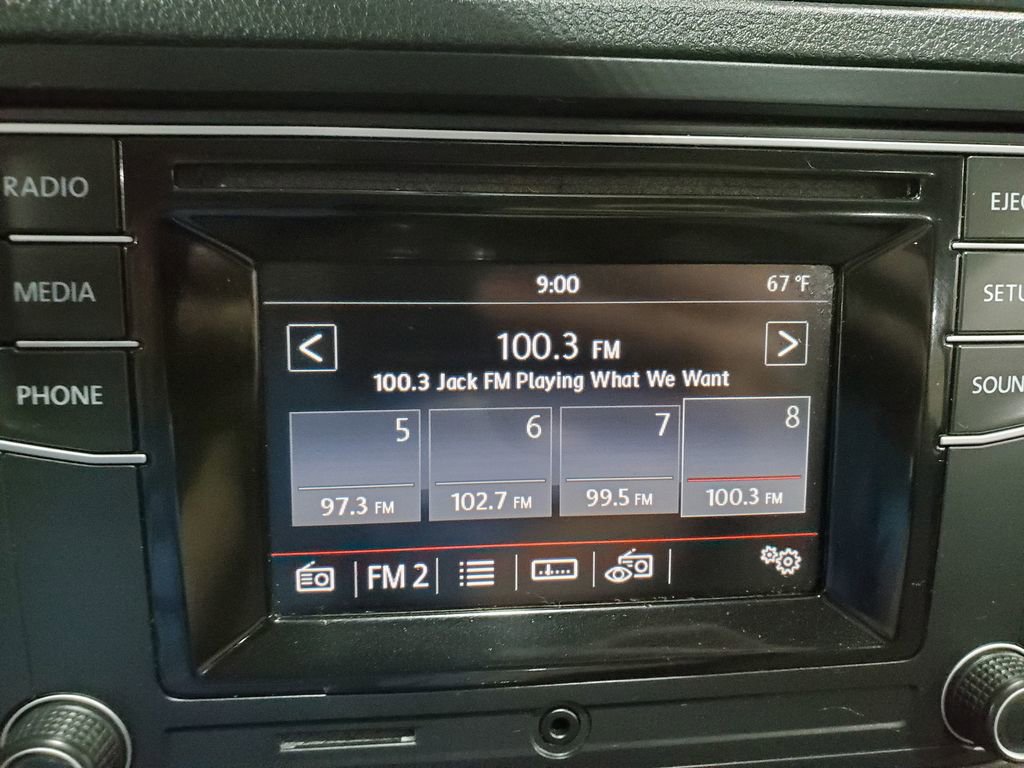 RADIO
MEDIA
PHONE
9:00
67 °F
<
100.3 FM
>
100.3 Jack FM Playing What We Want
5
6
7
8
97.3 FM
102.7 FM
99.5 FM
100.3 FM
FM 2
EJEC
SETU
SOUN